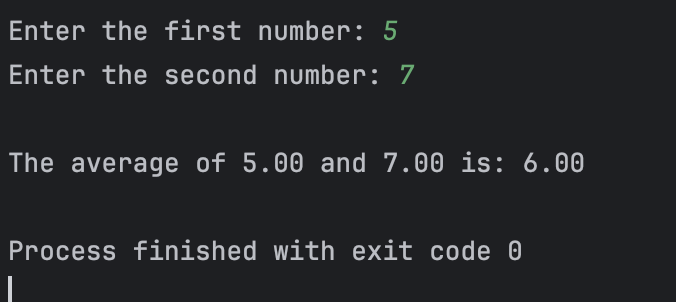 Enter the first number: 5
Enter the second number: 7
The average of 5.00 and 7.00 is: 6.00
Process finished with exit code 0